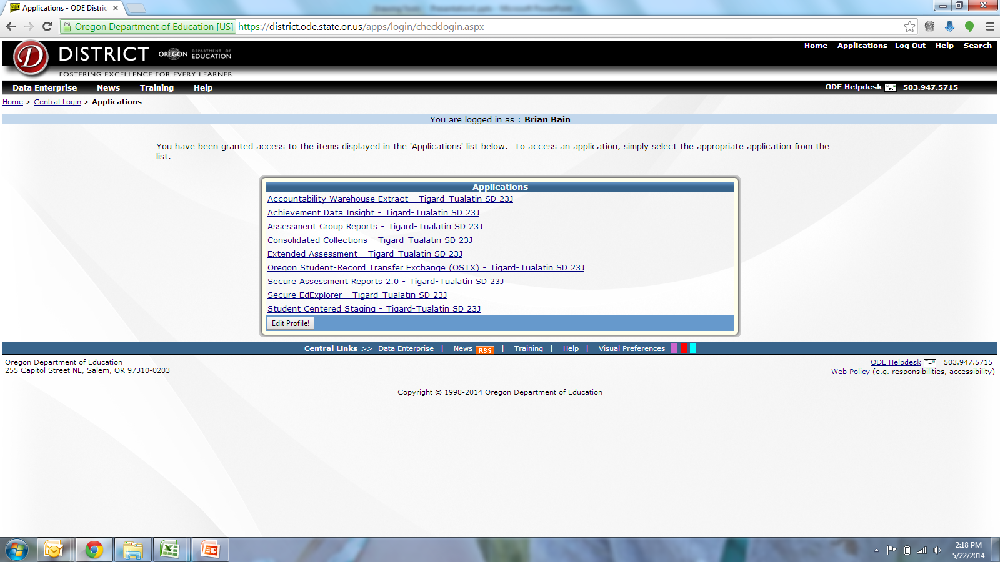 Applications - ODE Distric
Oregon Department of Education [US] https://district.ode.state.or.us/apps/login/checklogin.aspx
D DISTRICT OREGON DEPARTMENT OF EDUCATION
Home Applications Log Out Help Search
FOSTERING EXCELLENCE FOR EVERY LEARNER
Data Enterprise News Training Help ODE Helpdesk 503.947.5715
Home > Central Login > Applications
You are logged in as : Brian Bain
You have been granted access to the items displayed in the 'Applications' list below. To access an application, simply select the appropriate application from the
list.
Applications
Accountability Warehouse Extract - Tigard-Tualatin SD 23J
Achievement Data Insight - Tigard-Tualatin SD 23J
Assessment Group Reports - Tigard-Tualatin SD 23J
Consolidated Collections - Tigard-Tualatin SD 23J
Extended Assessment - Tigard-Tualatin SD 23J
Oregon Student-Record Transfer Exchange (OSTX) - Tigard-Tualatin SD 23J
Secure Assessment Reports 2.0 - Tigard-Tualatin SD 23J
Secure EdExplorer - Tigard-Tualatin SD 23J
Student Centered Staging - Tigard-Tualatin SD 23J
Edit Profile!
Central Links >> Data Enterprise | News RSS | Training | Help | Visual Preferences
Oregon Department of Education
255 Capitol Street NE, Salem, OR 97310-0203
ODE Helpdesk 503.947.5715
Web Policy (e.g. responsibilities, accessibility)
Copyright © 1998-2014 Oregon Department of Education
2:18 PM
5/22/2014